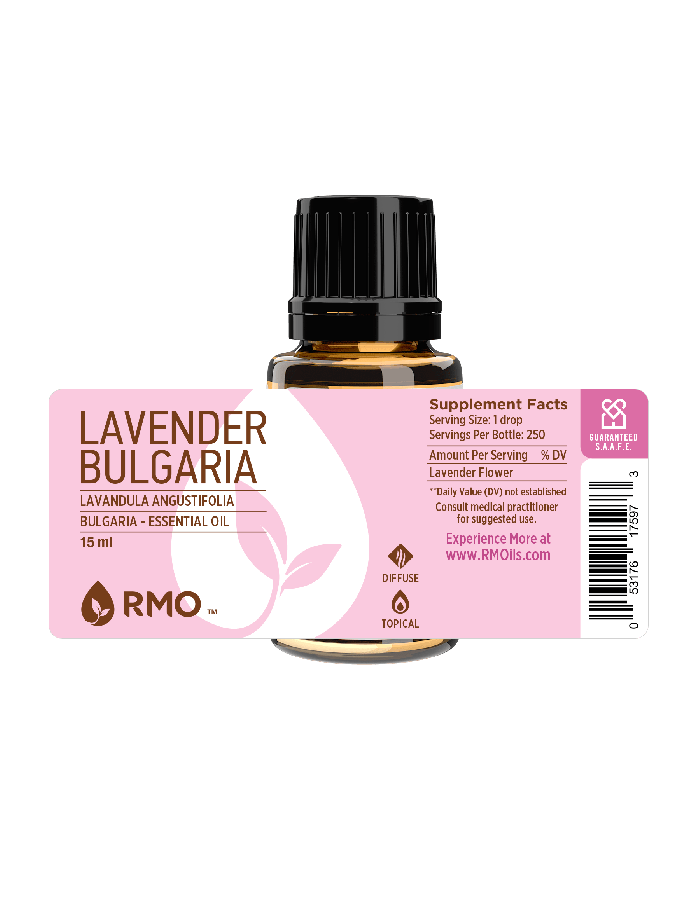 LAVENDER
BULGARIA
LAVANDULA ANGUSTIFOLIA
BULGARIA - ESSENTIAL OIL
15 ml
RMO ™
DIFFUSE
TOPICAL
Supplement Facts
Serving Size: 1 drop
Servings Per Bottle: 250
Amount Per Serving % DV
Lavender Flower
**Daily Value (DV) not established
Consult medical practitioner
for suggested use.
Experience More at
www.RMOils.com
GUARANTEED
S.A.A.F.E.
0 53176 17597 3